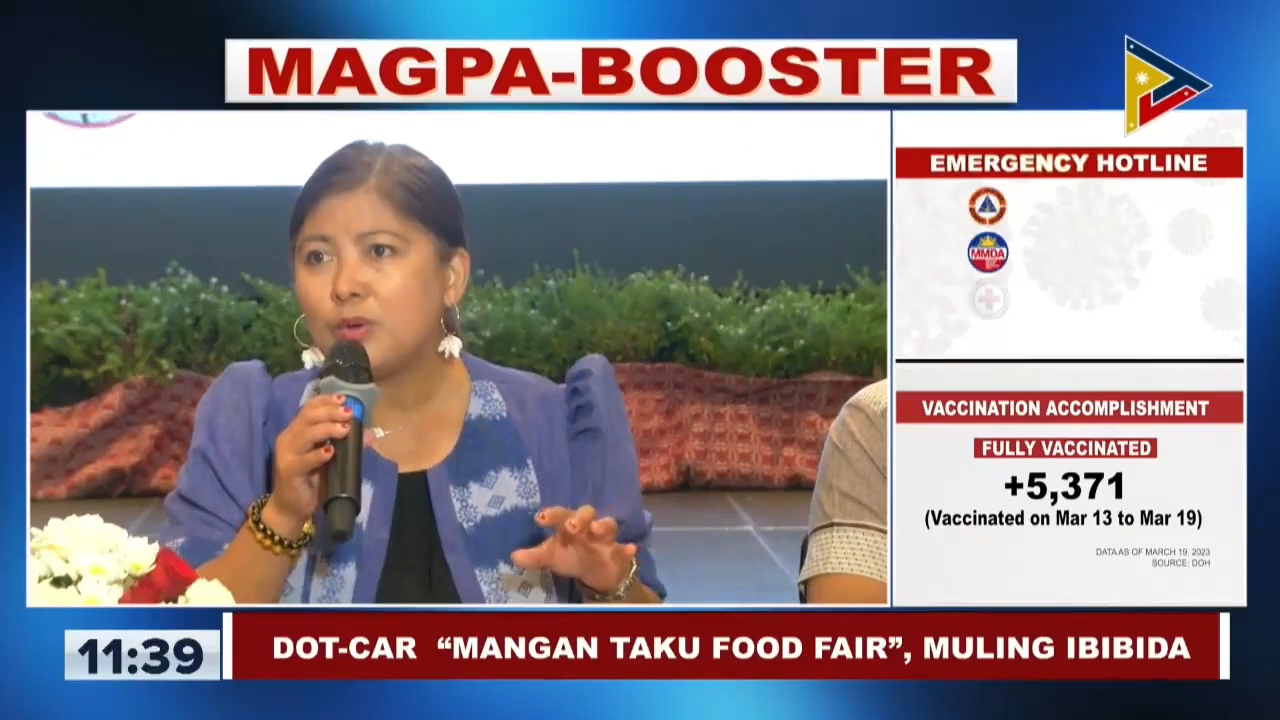 MAGPA-BOOSTER
EMERGENCY HOTLINE
MMDA
VACCINATION ACCOMPLISHMENT
FULLY VACCINATED
+5,371
(Vaccinated on Mar 13 to Mar 19)
DATA AS OF MARCH 19, 2023
SOURCE: DOH
11:39
DOT-CAR “MANGAN TAKU FOOD FAIR”, MULING IBIBIDA